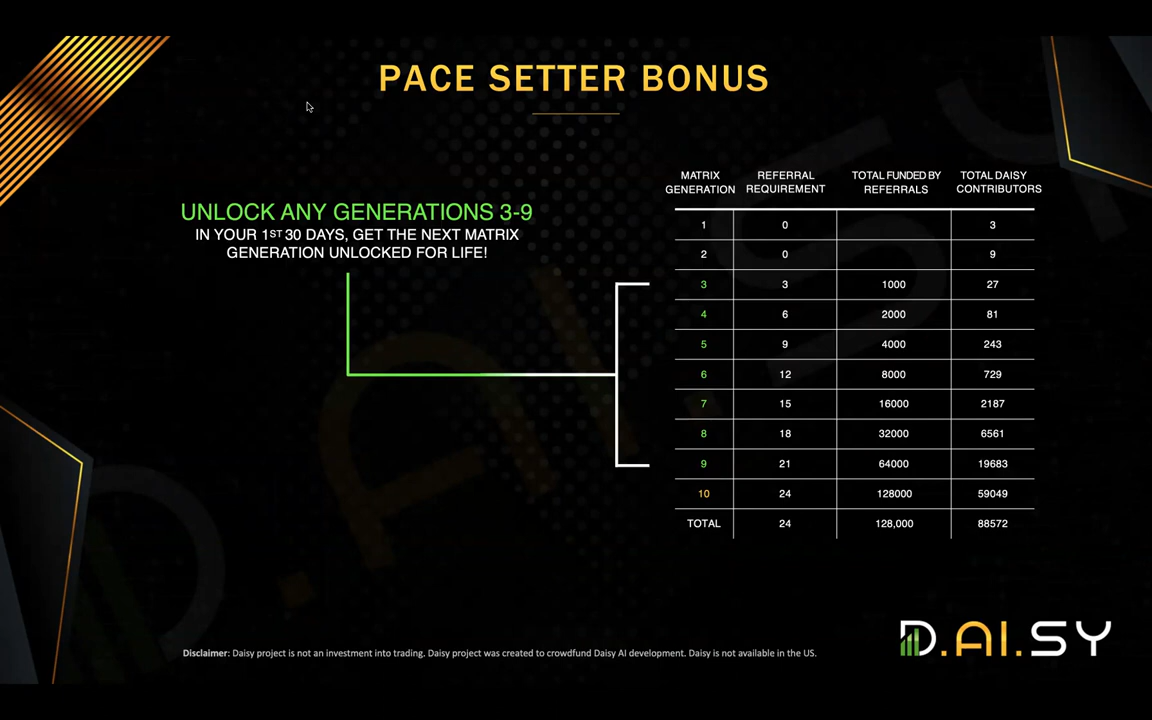 PACE SETTER BONUS
UNLOCK ANY GENERATIONS 3-9
IN YOUR 1ST 30 DAYS, GET THE NEXT MATRIX
GENERATION UNLOCKED FOR LIFE!
MATRIX GENERATION REFERRAL REQUIREMENT TOTAL FUNDED BY REFERRALS TOTAL DAISY CONTRIBUTORS
1 0 3
2 0 9
3 3 1000 27
4 6 2000 81
5 9 4000 243
6 12 8000 729
7 15 16000 2187
8 18 32000 6561
9 21 64000 19683
10 24 128000 59049
TOTAL 24 128,000 88572
D.AI.SY
Disclaimer: Daisy project is not an investment into trading. Daisy project was created to crowdfund Daisy AI development. Daisy is not available in the US.